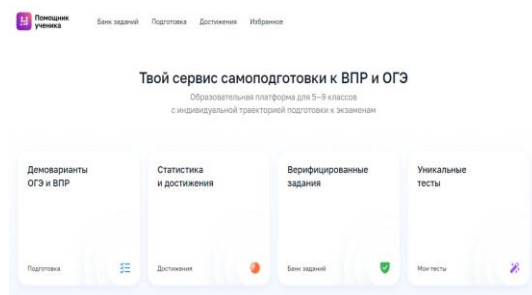 Помощник
ученика
Банк заданий Подготовка Достижения Избранное
Твой сервис самоподготовки к ВПР и ОГЭ
Образовательная платформа для 5–9 классов
с индивидуальной траекторией подготовки к экзаменам
Демоварианты
ОГЭ и ВПР
Подготовка
Статистика
и достижения
Достижения
Верифицированные
задания
Банк заданий
Уникальные
тесты
Мои тесты